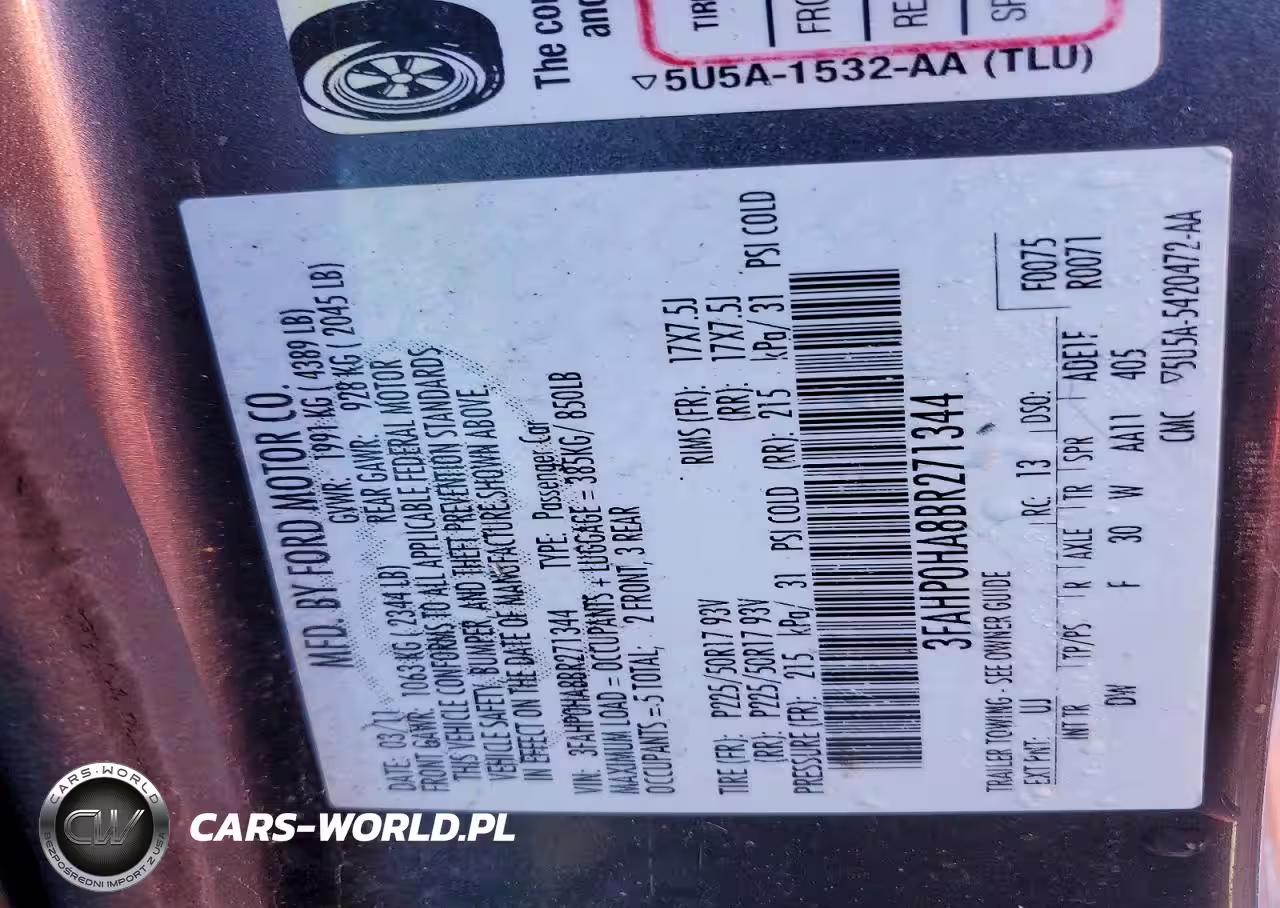 The co
and
TIR
FRO
RE
SP
5U5A-1532-AA (TLU)
MFD. BY FORD MOTOR CO.
DATE: 03/11 GVWR: 1991 KG ( 4389 LB)
FRONT GAWR: 1063 KG ( 2344 LB) REAR GAWR: 928 KG ( 2045 LB)
THIS VEHICLE CONFORMS TO ALL APPLICABLE FEDERAL MOTOR
VEHICLE SAFETY, BUMPER, AND THEFT PREVENTION STANDARDS
IN EFFECT ON THE DATE OF MANUFACTURE SHOWN ABOVE.
VIN: 3FAHP0HA8BR271344 TYPE: Passenger Car
MAXIMUM LOAD = OCCUPANTS + LUGGAGE = 385KG/ 850LB
OCCUPANTS = 5 TOTAL; 2 FRONT, 3 REAR
TIRE (FR): P225/50R17 93V RIMS (FR): 17X7.5J
(RR): P225/50R17 93V (RR): 17X7.5J
PRESSURE (FR): 215 kPa/ 31 PSI COLD (RR): 215 kPa/ 31 PSI COLD
3FAHP0HA8BR271344
TRAILER TOWING - SEE OWNER GUIDE
F0075
EXT PNT: UJ RC: 13 DSO: R0071
INT TR TP/PS R AXLE TR SPR ADE1F
DW F 30 W AA11 405
CMC 5U5A-5420472-AA
CARS-WORLD
CW
BEZPOŚREDNI IMPORT Z USA
CARS-WORLD.PL